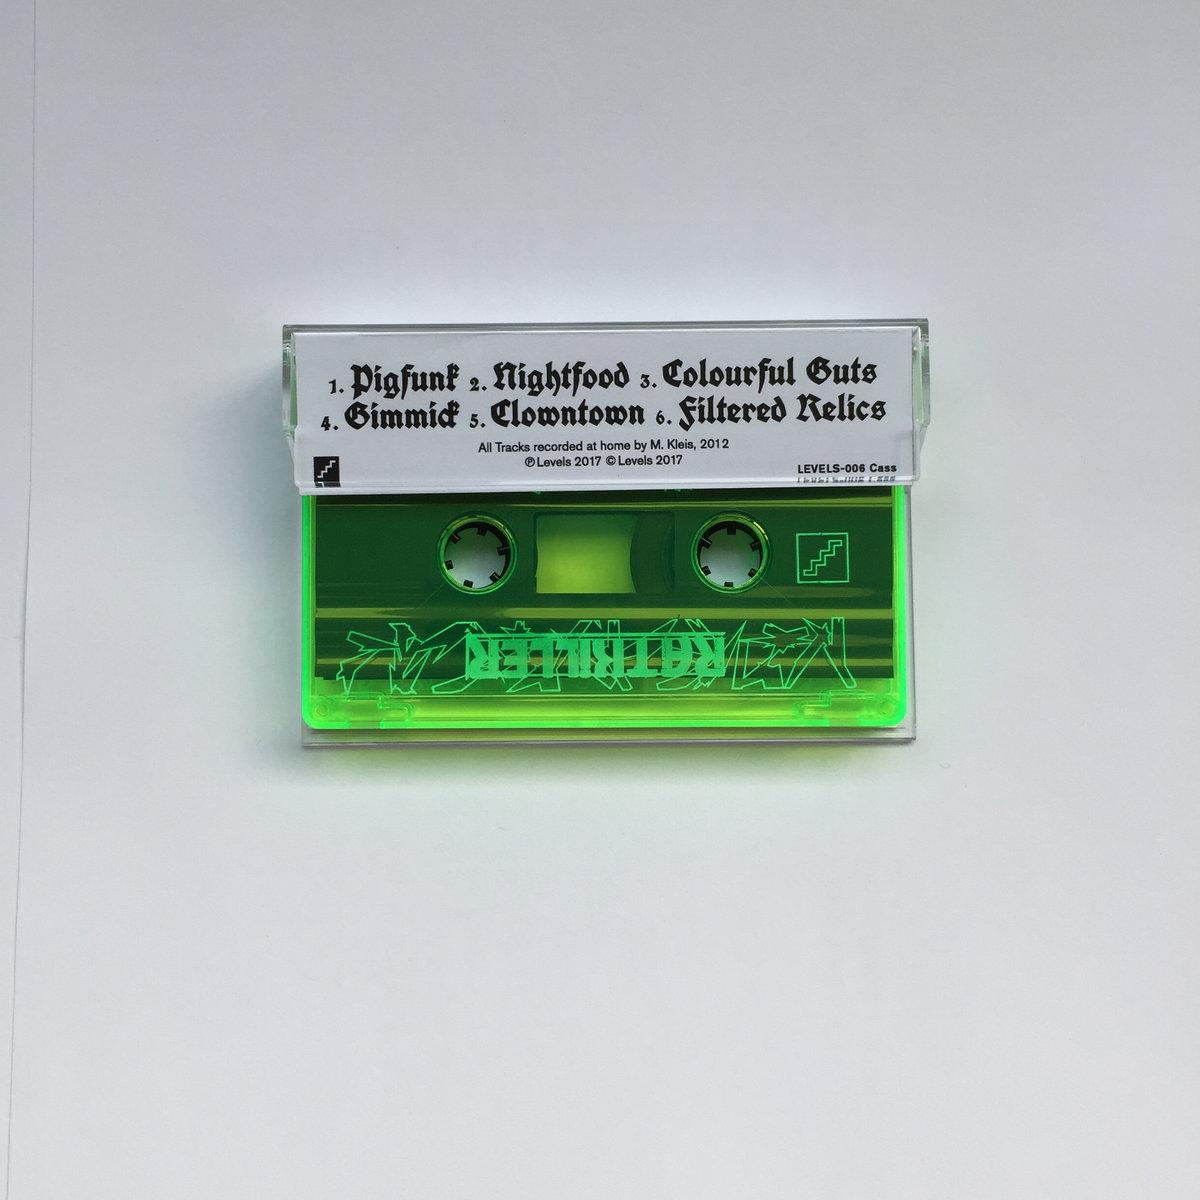 1. Pigfunk 2. Nightfood 3. Colourful Guts
4. Gimmick 5. Clowntown 6. Filtered Relics
All Tracks recorded at home by M. Kleis, 2012
℗ Levels 2017 © Levels 2017
LEVELS-006 Cass
RATKILLER